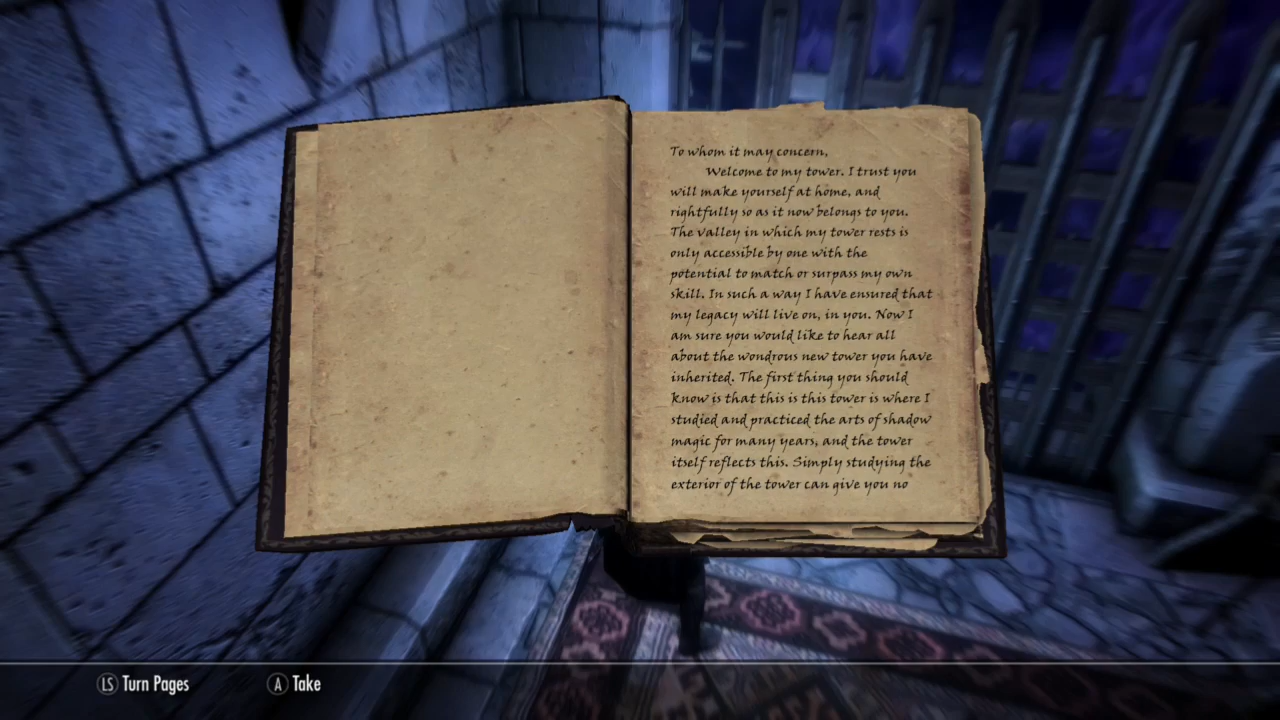 To whom it may concern,
Welcome to my tower. I trust you
will make yourself at home, and
rightfully so as it now belongs to you.
The valley in which my tower rests is
only accessible by one with the
potential to match or surpass my own
skill. In such a way I have ensured that
my legacy will live on, in you. Now I
am sure you would like to hear all
about the wondrous new tower you have
inherited. The first thing you should
know is that this is this tower is where I
studied and practiced the arts of shadow
magic for many years, and the tower
itself reflects this. Simply studying the
exterior of the tower can give you no
LS Turn Pages
A Take